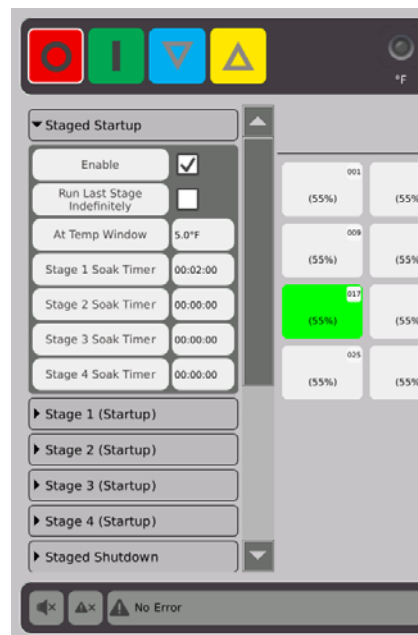 °F
Staged Startup
Enable
Run Last Stage
Indefinitely
At Temp Window
5.0°F
Stage 1 Soak Timer
00:02:00
Stage 2 Soak Timer
00:00:00
Stage 3 Soak Timer
00:00:00
Stage 4 Soak Timer
00:00:00
Stage 1 (Startup)
Stage 2 (Startup)
Stage 3 (Startup)
Stage 4 (Startup)
Staged Shutdown
001
(55%)
(55%
009
(55%)
(55%
017
(55%)
(55%
025
(55%)
(55%
No Error